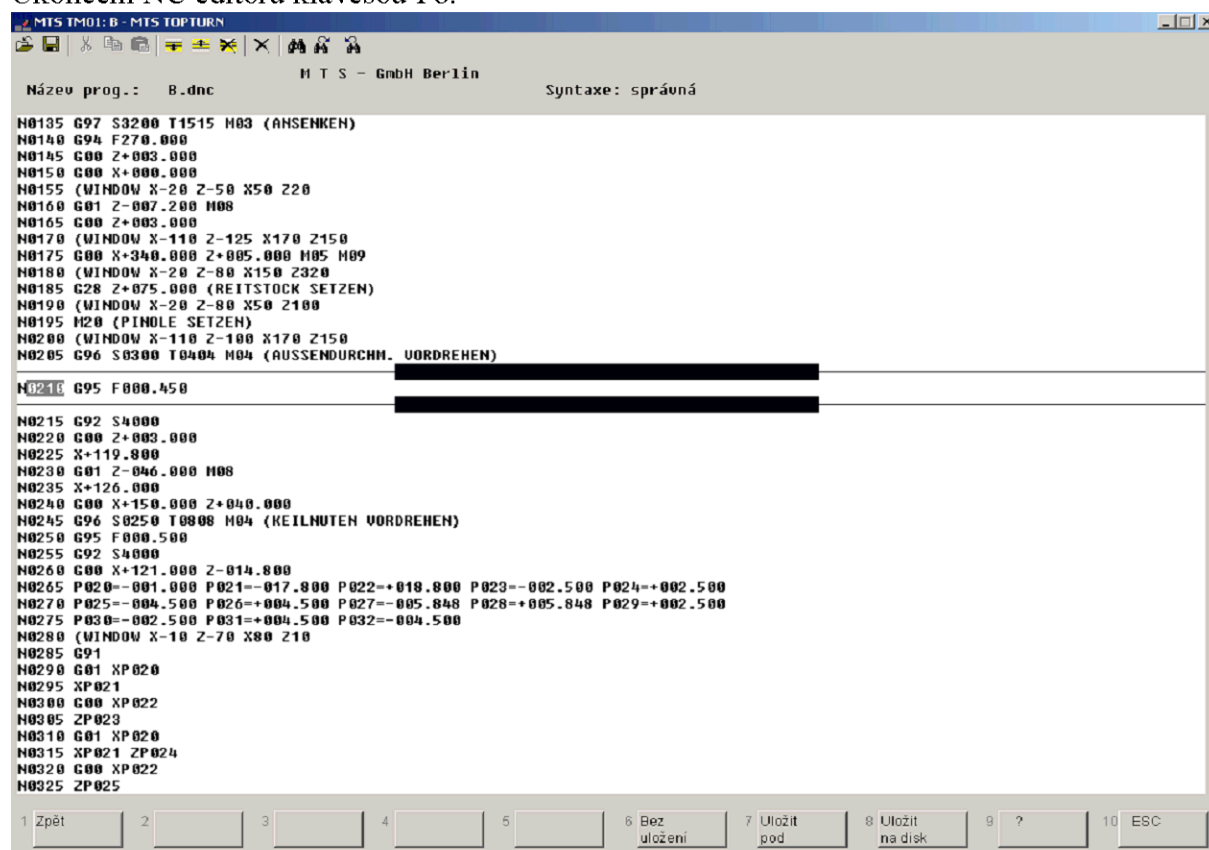 Ukončení NC editoru klávesou F8.
MTS TM01: B - MTS TOPTURN
M T S - GmbH Berlin
Název prog.: B.dnc Syntaxe: správná
N0135 G97 S3200 T1515 M03 (ANSENKEN)
N0140 G94 F270.000
N0145 G00 Z+003.000
N0150 G00 X+000.000
N0155 (WINDOW X-20 Z-50 X50 Z20
N0160 G01 Z-007.200 M08
N0165 G00 Z+003.000
N0170 (WINDOW X-110 Z-125 X170 Z150
N0175 G00 X+340.000 Z+005.000 M05 M09
N0180 (WINDOW X-20 Z-80 X150 Z320
N0185 G28 Z+075.000 (REITSTOCK SETZEN)
N0190 (WINDOW X-20 Z-80 X50 Z100
N0195 M20 (PINOLE SETZEN)
N0200 (WINDOW X-110 Z-100 X170 Z150
N0205 G96 S0300 T0404 M04 (AUSSENDURCHM. VORDREHEN)
N0210 G95 F000.450
N0215 G92 S4000
N0220 G00 Z+003.000
N0225 X+119.800
N0230 G01 Z-046.000 M08
N0235 X+126.000
N0240 G00 X+150.000 Z+040.000
N0245 G96 S0250 T0808 M04 (KEILNUTEN VORDREHEN)
N0250 G95 F000.500
N0255 G92 S4000
N0260 G00 X+121.000 Z-014.800
N0265 P020=-001.000 P021=-017.800 P022=+018.800 P023=-002.500 P024=+002.500
N0270 P025=-004.500 P026=+004.500 P027=-005.848 P028=+005.848 P029=+002.500
N0275 P030=-002.500 P031=+004.500 P032=-004.500
N0280 (WINDOW X-10 Z-70 X80 Z10
N0285 G91
N0290 G01 XP020
N0295 XP021
N0300 G00 XP022
N0305 ZP023
N0310 G01 XP020
N0315 XP021 ZP024
N0320 G00 XP022
N0325 ZP025
1 Zpět 2 3 4 5 6 Bez 7 Uložit 8 Uložit 9 ? 10 ESC
uložení pod na disk